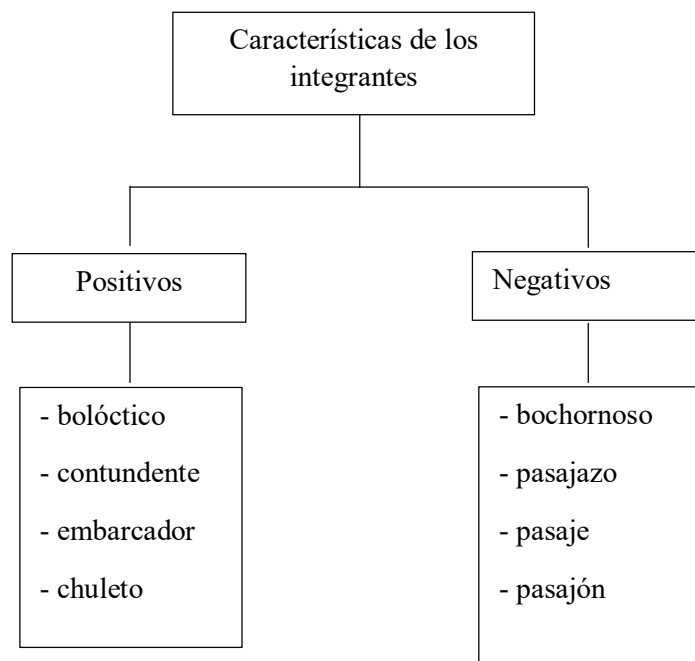 Características de los
integrantes
Positivos
Negativos
- bolóctico
- contundente
- embarcador
- chuleto
- bochornoso
- pasajazo
- pasaje
- pasajón